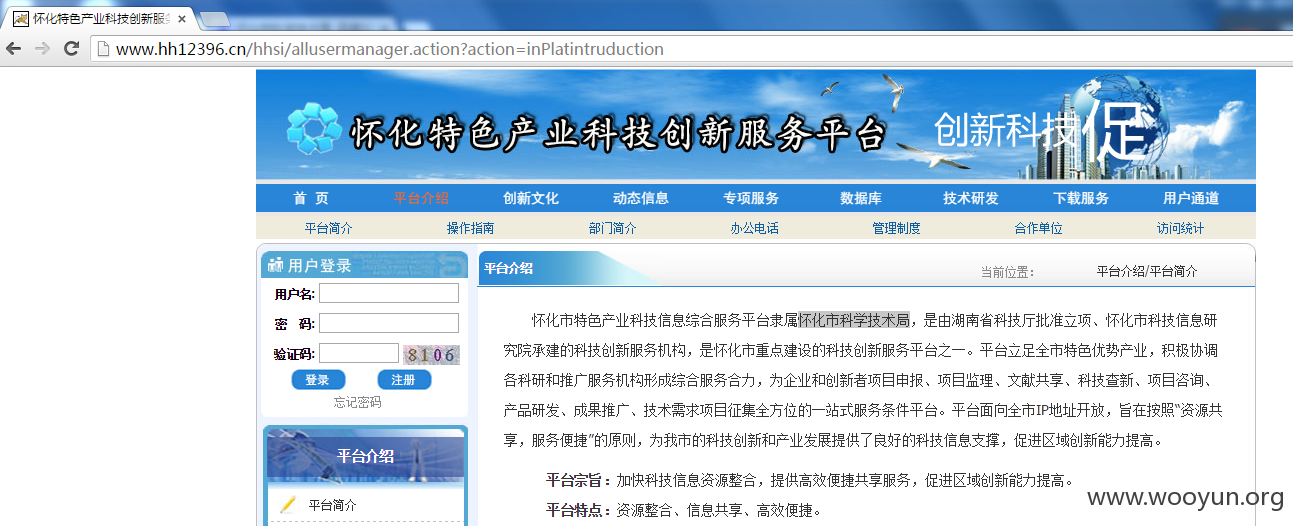 怀化特色产业科技创新服务
www.hh12396.cn/hhsi/allusermanager.action?action=inPlatintruduction
怀化特色产业科技创新服务平台
创新科技促
首 页 平台介绍 创新文化 动态信息 专项服务 数据库 技术研发 下载服务 用户通道
平台简介 操作指南 部门简介 办公电话 管理制度 合作单位 访问统计
用户登录
用户名:
密 码:
验证码: 8106
登录 注册
忘记密码
平台介绍
平台简介
平台介绍 当前位置: 平台介绍/平台简介
怀化市特色产业科技信息综合服务平台隶属怀化市科学技术局，是由湖南省科技厅批准立项、怀化市科技信息研
究院承建的科技创新服务机构，是怀化市重点建设的科技创新服务平台之一。平台立足全市特色优势产业，积极协调
各科研和推广服务机构形成综合服务合力，为企业和创新者项目申报、项目监理、文献共享、科技查新、项目咨询、
产品研发、成果推广、技术需求项目征集全方位的一站式服务条件平台。平台面向全市IP地址开放，旨在按照“资源共
享，服务便捷”的原则，为我市的科技创新和产业发展提供了良好的科技信息支撑，促进区域创新能力提高。
平台宗旨：加快科技信息资源整合，提供高效便捷共享服务，促进区域创新能力提高。
平台特点：资源整合、信息共享、高效便捷。
www.wooyun.org